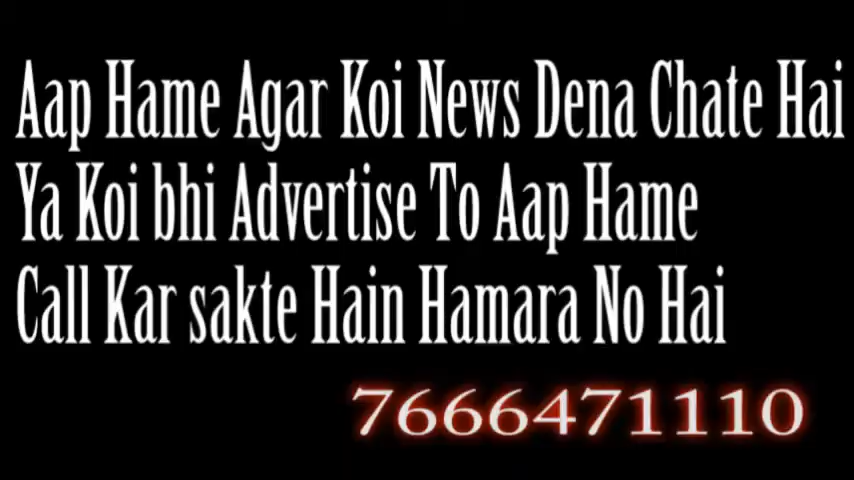 Aap Hame Agar Koi News Dena Chate Hai
Ya Koi bhi Advertise To Aap Hame
Call Kar sakte Hain Hamara No Hai
7666471110